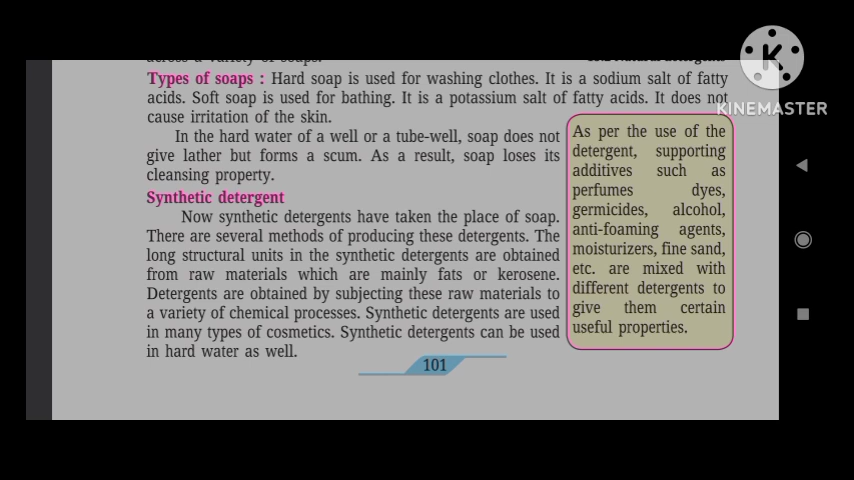 across a variety of soaps.
Types of soaps : Hard soap is used for washing clothes. It is a sodium salt of fatty
acids. Soft soap is used for bathing. It is a potassium salt of fatty acids. It does not
cause irritation of the skin.
In the hard water of a well or a tube-well, soap does not
give lather but forms a scum. As a result, soap loses its
cleansing property.
Synthetic detergent
Now synthetic detergents have taken the place of soap.
There are several methods of producing these detergents. The
long structural units in the synthetic detergents are obtained
from raw materials which are mainly fats or kerosene.
Detergents are obtained by subjecting these raw materials to
a variety of chemical processes. Synthetic detergents are used
in many types of cosmetics. Synthetic detergents can be used
in hard water as well.
As per the use of the
detergent, supporting
additives such as
perfumes dyes,
germicides, alcohol,
anti-foaming agents,
moisturizers, fine sand,
etc. are mixed with
different detergents to
give them certain
useful properties.
101
K
KINEMASTER